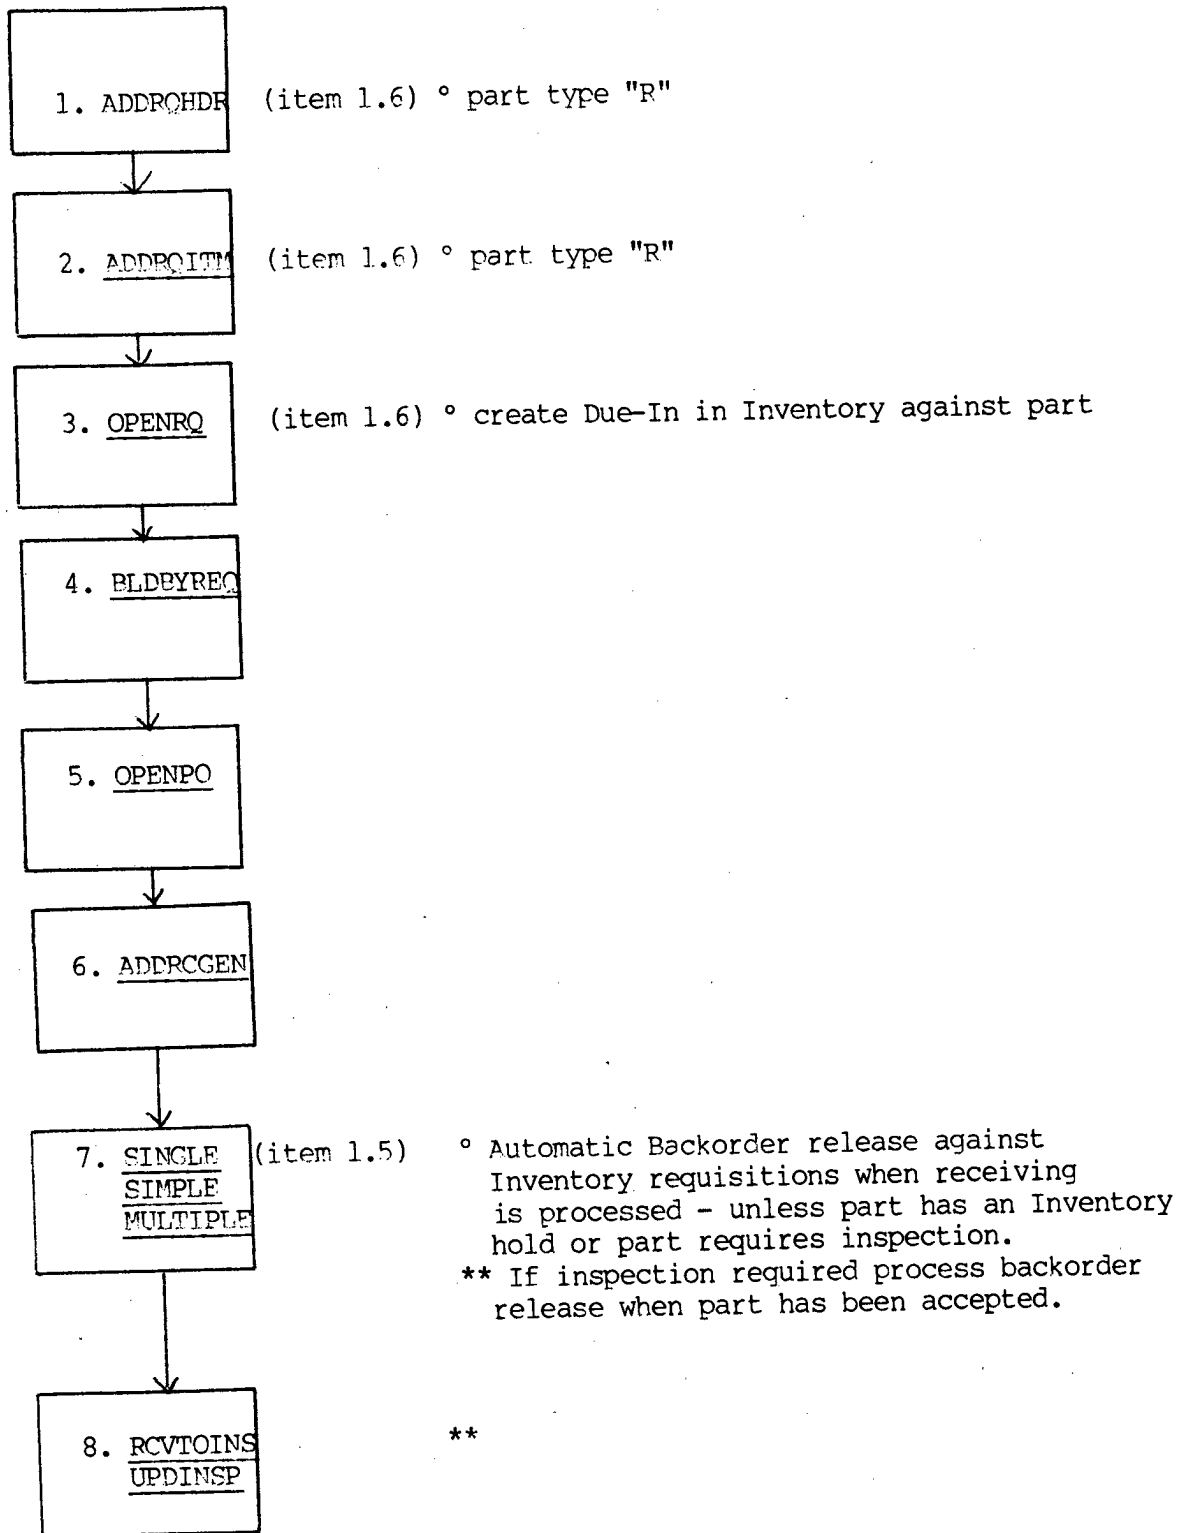 1. ADDRQHDR (item 1.6) ° part type "R"
2. ADDRQITM (item 1.6) ° part type "R"
3. OPENRQ (item 1.6) ° create Due-In in Inventory against part
4. BLDBYREQ
5. OPENPO
6. ADDRCGEN
7. SINGLE (item 1.5) ° Automatic Backorder release against
SIMPLE Inventory requisitions when receiving
MULTIPLE is processed - unless part has an Inventory
hold or part requires inspection.
** If inspection required process backorder
release when part has been accepted.
8. RCVTOINS **
UPDINSP